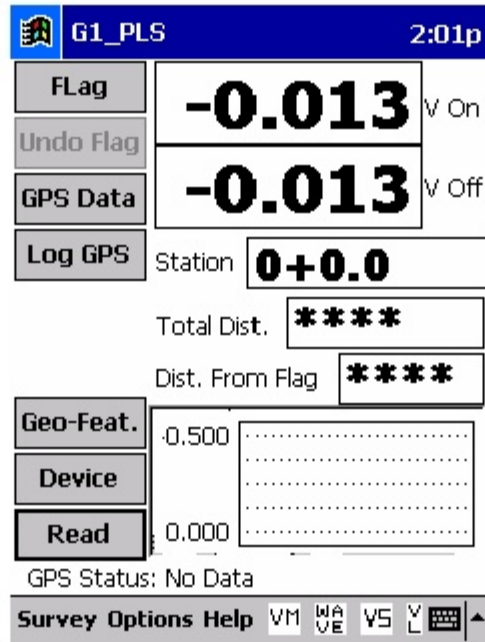 G1_PLS 2:01p
FLag
-0.013 V On
Undo Flag
-0.013 V Off
GPS Data
Log GPS
Station 0+0.0
Total Dist. ****
Dist. From Flag ****
Geo-Feat.
-0.500
Device
Read
0.000
GPS Status: No Data
Survey Options Help VM WAVE VS VL